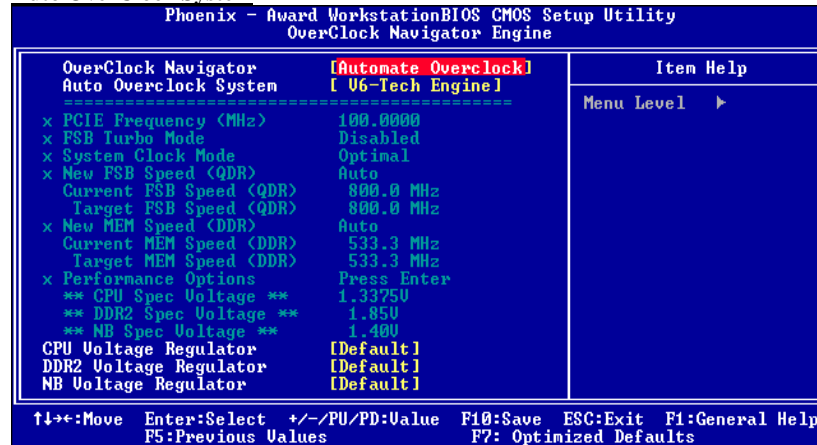 Phoenix - Award WorkstationBIOS CMOS Setup Utility
OverClock Navigator Engine
OverClock Navigator [Automate Overclock] Item Help
Auto Overclock System [ V6-Tech Engine]
============================================
Menu Level ▶
x PCIE Frequency (MHz) 100.0000
x FSB Turbo Mode Disabled
x System Clock Mode Optimal
x New FSB Speed (QDR) Auto
Current FSB Speed (QDR) 800.0 MHz
Target FSB Speed (QDR) 800.0 MHz
x New MEM Speed (DDR) Auto
Current MEM Speed (DDR) 533.3 MHz
Target MEM Speed (DDR) 533.3 MHz
x Performance Options Press Enter
** CPU Spec Voltage ** 1.3375V
** DDR2 Spec Voltage ** 1.85V
** NB Spec Voltage ** 1.40V
CPU Voltage Regulator [Default]
DDR2 Voltage Regulator [Default]
NB Voltage Regulator [Default]
↑↓→←:Move Enter:Select +/-/PU/PD:Value F10:Save ESC:Exit F1:General Help
F5:Previous Values F7: Optimized Defaults